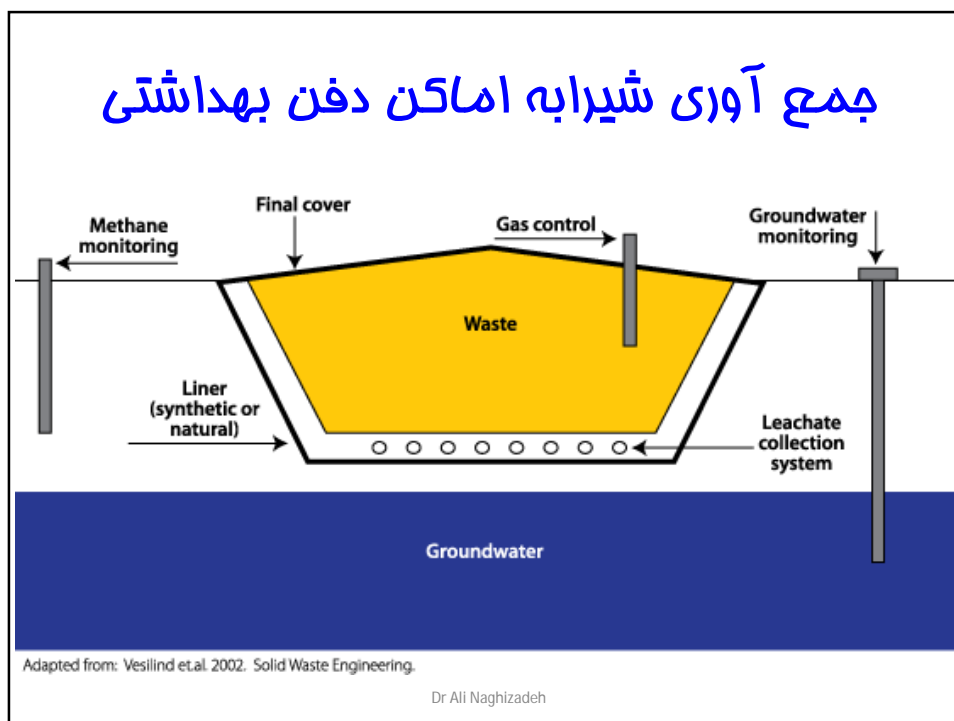 جمع آوری شیرابه اماکن دفن بهداشتی
Final cover
Methane
monitoring
Gas control
Groundwater
monitoring
Waste
Liner
(synthetic or
natural)
Leachate
collection
system
Groundwater
Adapted from: Vesilind et.al. 2002. Solid Waste Engineering.
Dr Ali Naghizadeh